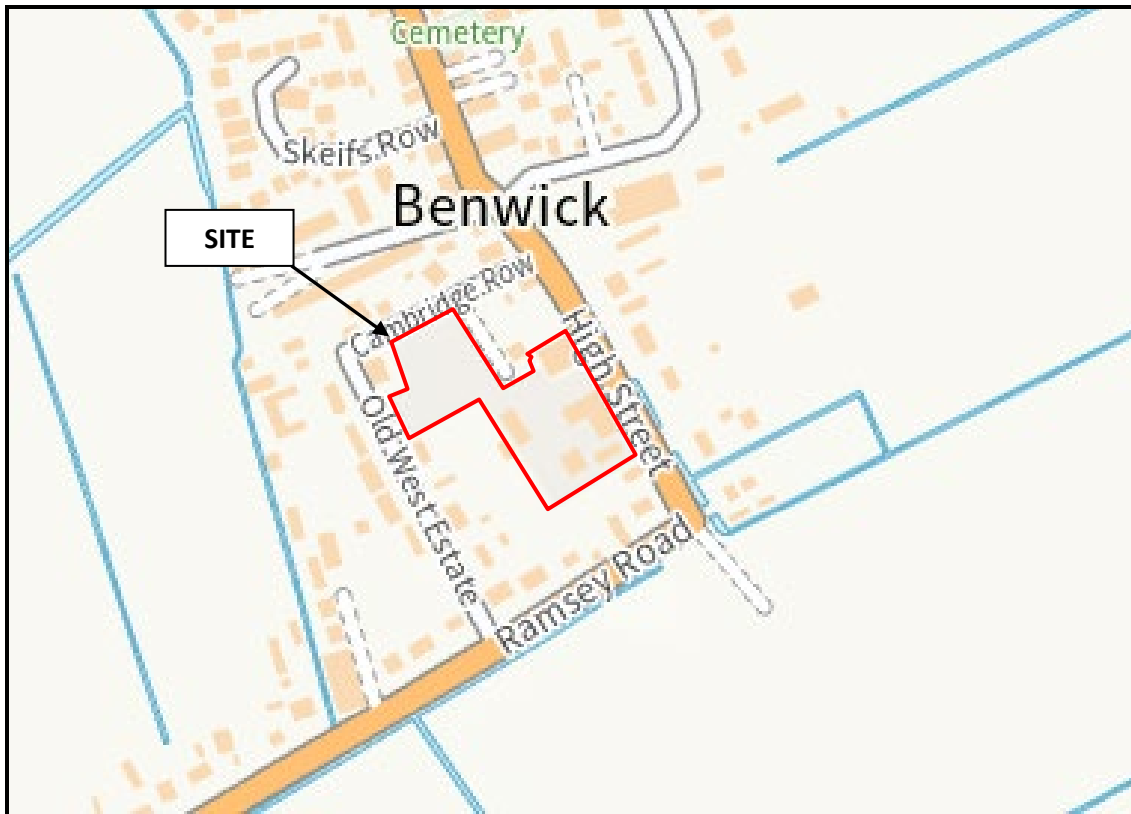 Cemetery
Skeifs Row
Benwick
SITE
Cambridge Row
High Street
Old West Estate
Ramsey Road